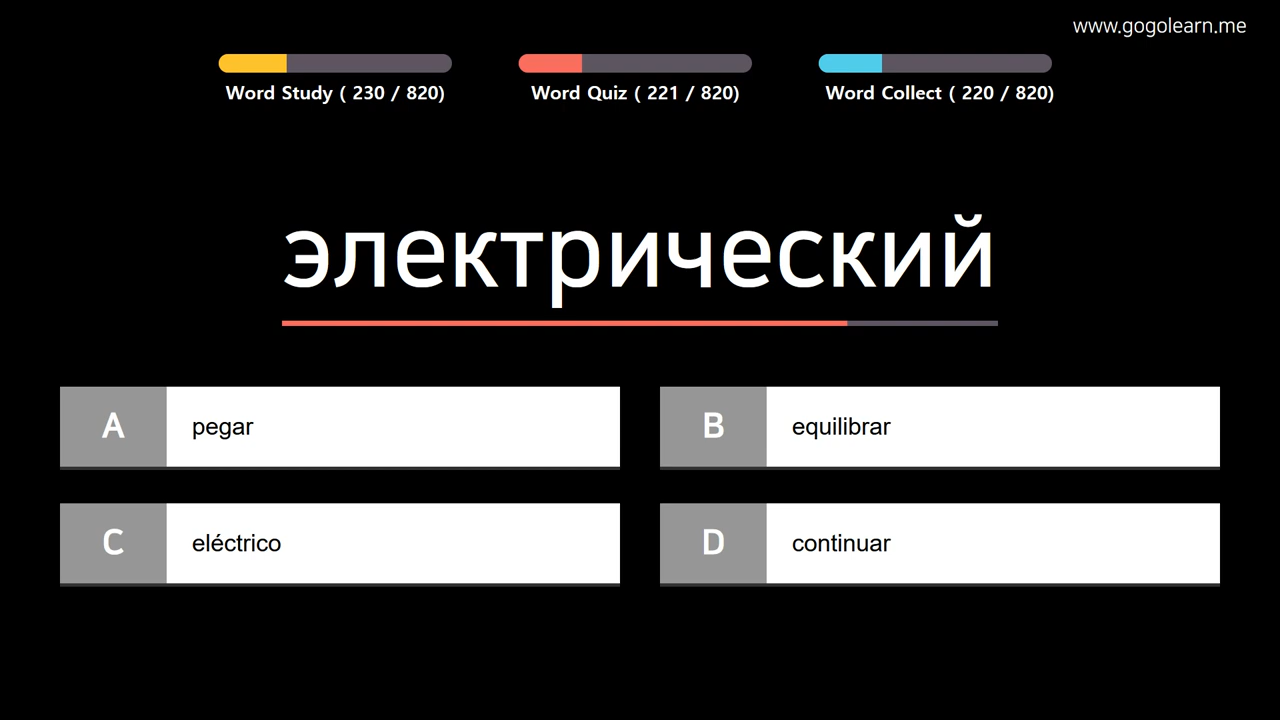 www.gogolearn.me
Word Study ( 230 / 820)
Word Quiz ( 221 / 820)
Word Collect ( 220 / 820)
электрический
A pegar
B equilibrar
C eléctrico
D continuar